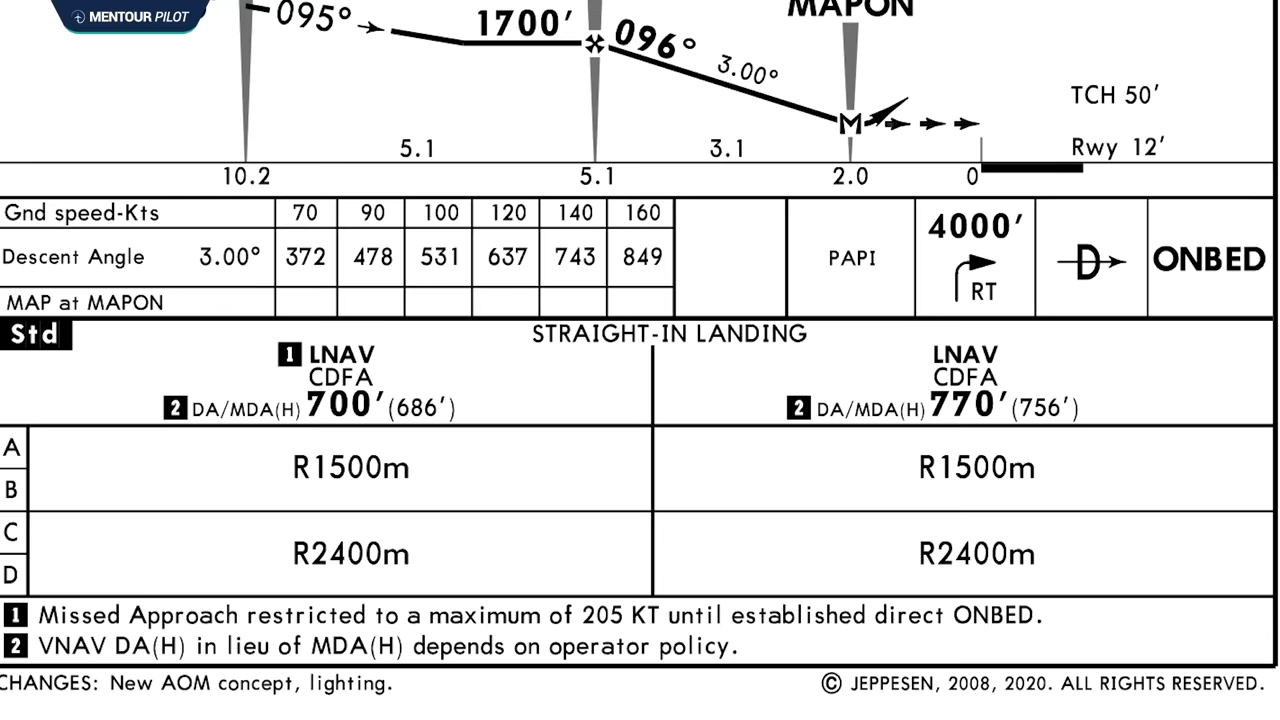 MENTOUR PILOT
MAPON
095° 1700' 096° 3.00°
TCH 50'
5.1 3.1 Rwy 12'
10.2 5.1 2.0 0
Gnd speed-Kts 70 90 100 120 140 160
Descent Angle 3.00° 372 478 531 637 743 849
MAP at MAPON
PAPI
4000'
RT
D
ONBED
Std STRAIGHT-IN LANDING
1 LNAV
CDFA
2 DA/MDA(H) 700' (686')
LNAV
CDFA
2 DA/MDA(H) 770' (756')
A
B
R1500m R1500m
C
D
R2400m R2400m
1 Missed Approach restricted to a maximum of 205 KT until established direct ONBED.
2 VNAV DA(H) in lieu of MDA(H) depends on operator policy.
CHANGES: New AOM concept, lighting. © JEPPESEN, 2008, 2020. ALL RIGHTS RESERVED.